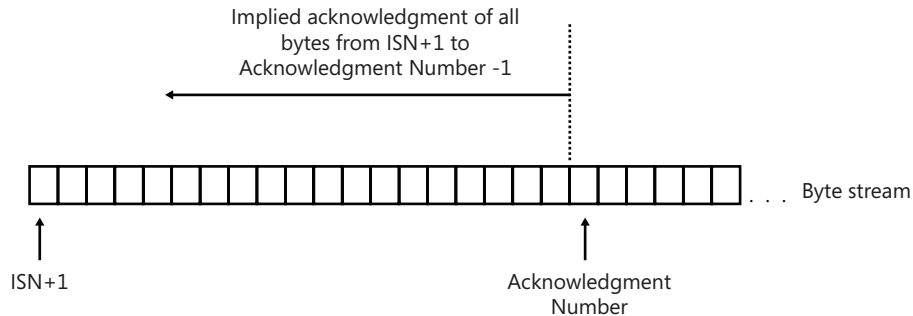 Implied acknowledgment of all
bytes from ISN+1 to
Acknowledgment Number -1
. . . Byte stream
ISN+1
Acknowledgment
Number